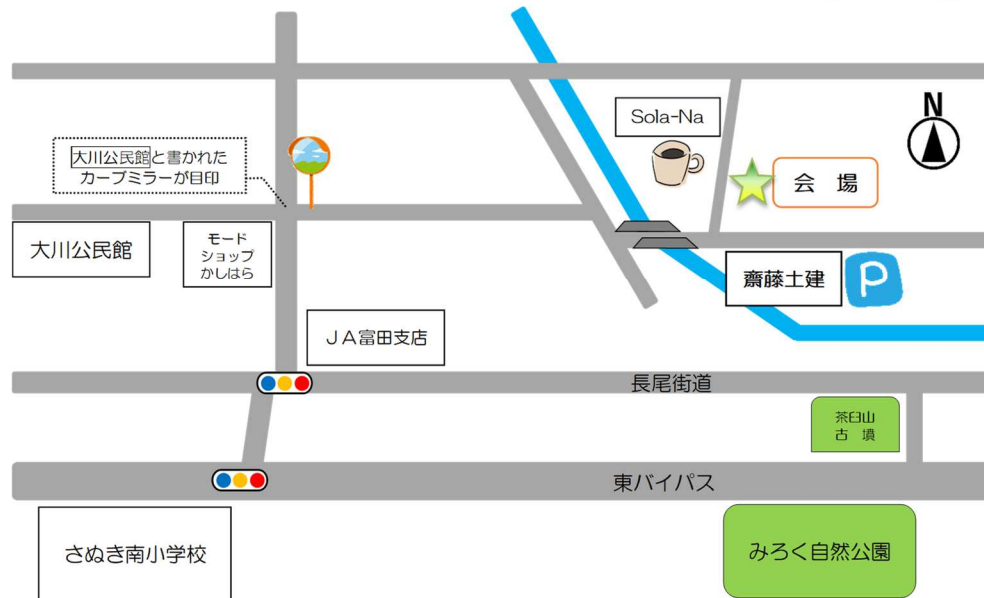 N
Sola-Na
大川公民館と書かれた
カーブミラーが目印
会 場
大川公民館
モード
ショップ
かしはら
齋藤土建
P
JA富田支店
長尾街道
茶臼山
古 墳
東バイパス
さぬき南小学校
みろく自然公園